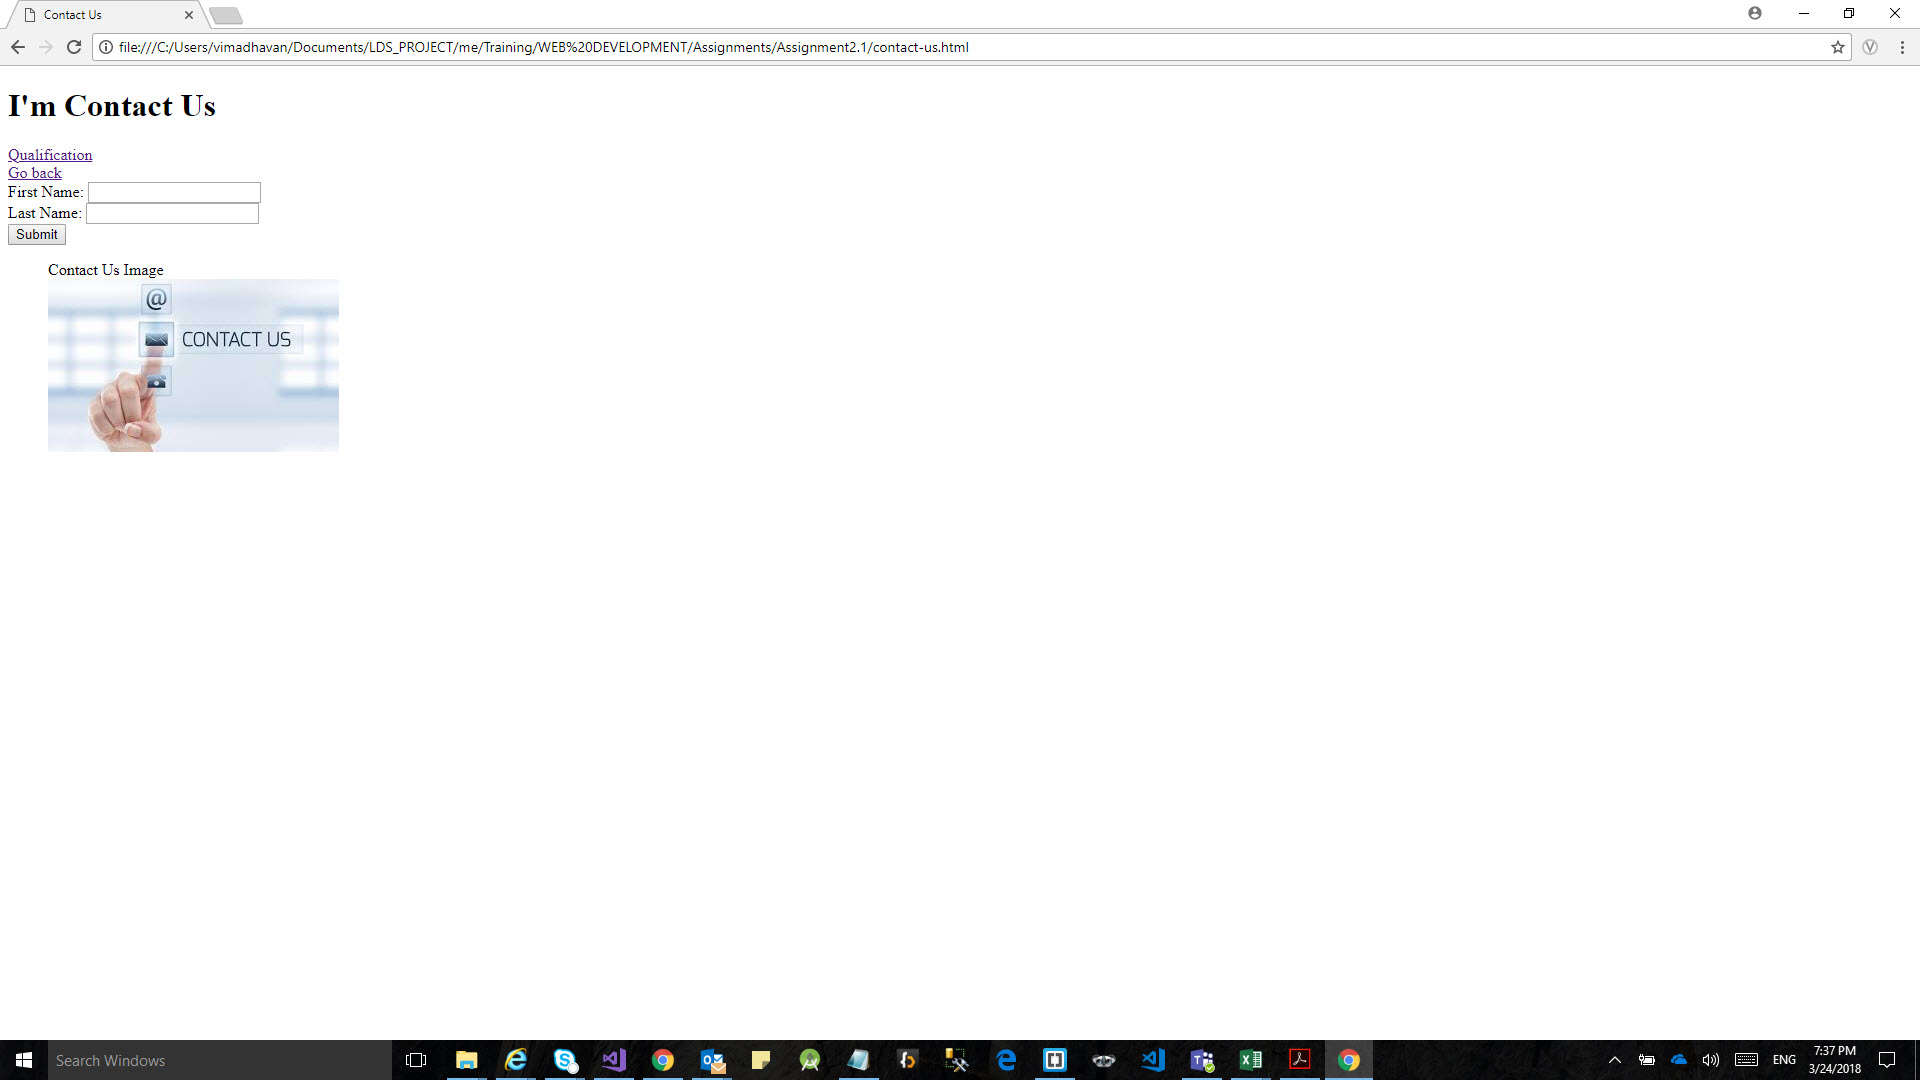 Contact Us
file:///C:/Users/vimadhavan/Documents/LDS_PROJECT/me/Training/WEB%20DEVELOPMENT/Assignments/Assignment2.1/contact-us.html
I'm Contact Us
Qualification
Go back
First Name:
Last Name:
Submit
Contact Us Image
@
CONTACT US
Search Windows
ENG
7:37 PM
3/24/2018